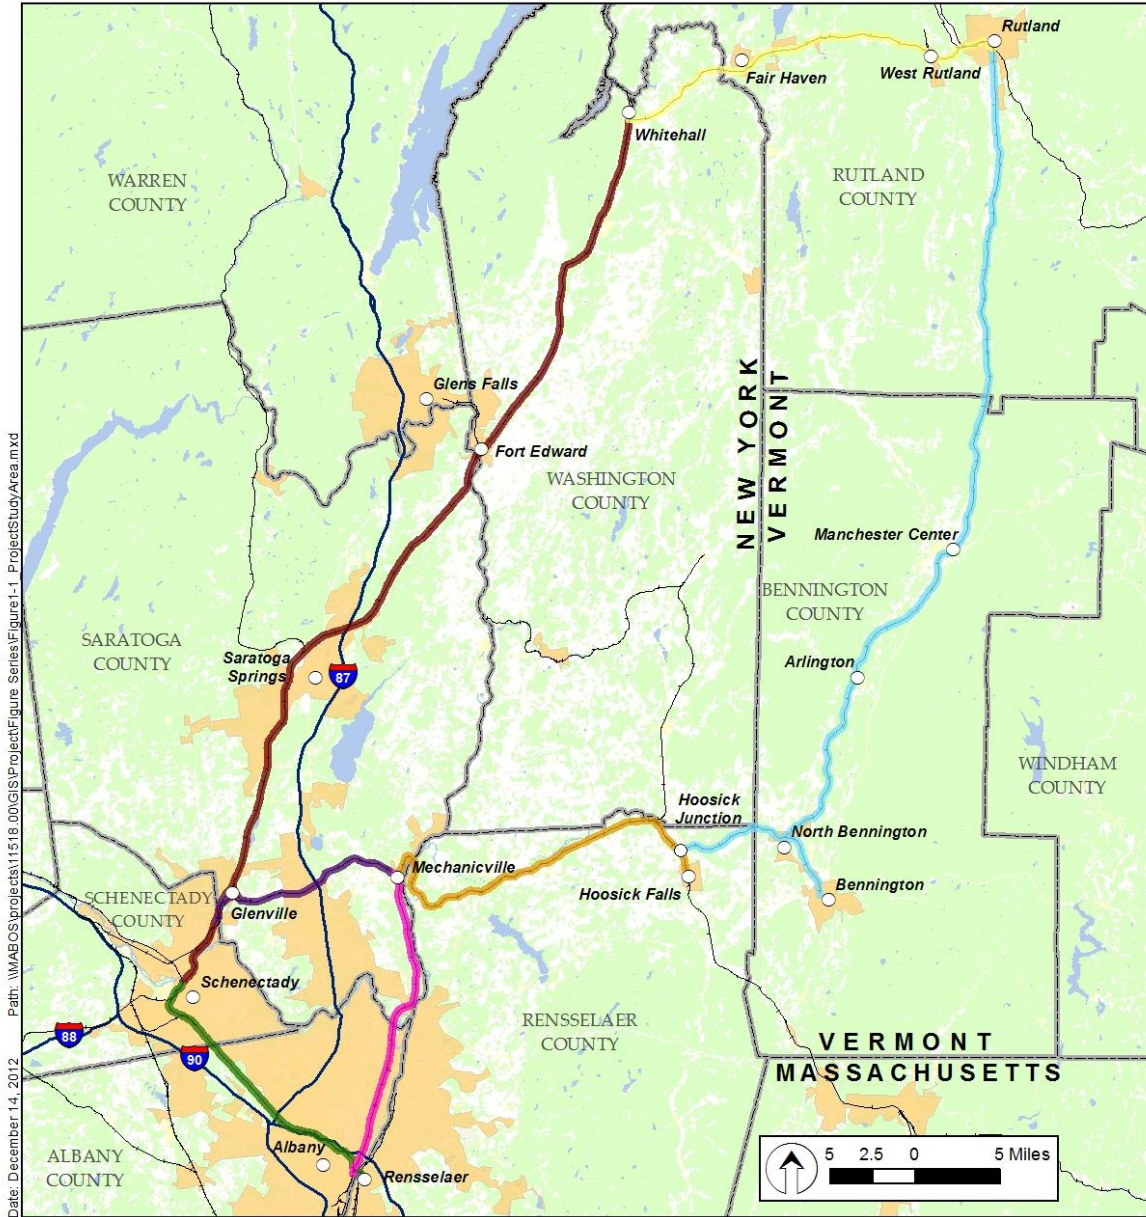 Rutland
West Rutland
Fair Haven
Whitehall
WARREN
COUNTY
RUTLAND
COUNTY
Glens Falls
Fort Edward
WASHINGTON
COUNTY
NEW YORK
VERMONT
Manchester Center
BENNINGTON
COUNTY
Arlington
SARATOGA
COUNTY
Saratoga
Springs
87
WINDHAM
COUNTY
Hoosick
Junction
North Bennington
Mechanicville
Hoosick Falls
Bennington
SCHENECTADY
COUNTY
Glenville
Schenectady
88
90
RENSSELAER
COUNTY
VERMONT
MASSACHUSETTS
Albany
Rensselaer
ALBANY
COUNTY
5 2.5 0 5 Miles
Date: December 14, 2012 Path: \\MABOS\projects\11518.00\GIS\Project\Figure Series\Figure1-1_ProjectStudyArea.mxd